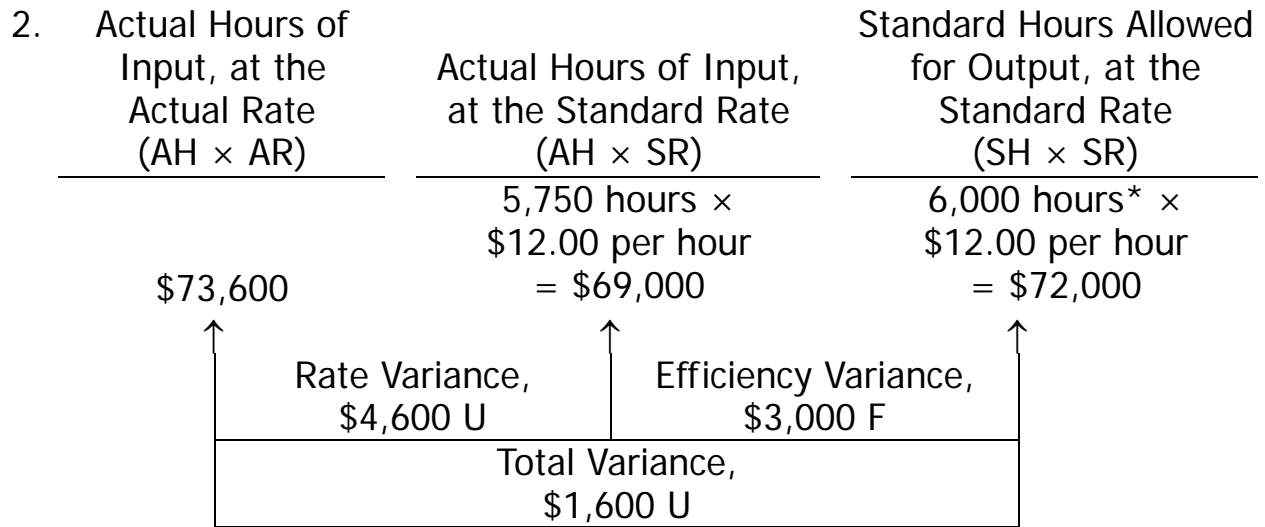 2. Actual Hours of
Input, at the
Actual Rate
(AH × AR)
Actual Hours of Input,
at the Standard Rate
(AH × SR)
Standard Hours Allowed
for Output, at the
Standard Rate
(SH × SR)
$73,600
5,750 hours ×
$12.00 per hour
= $69,000
6,000 hours* ×
$12.00 per hour
= $72,000
Rate Variance,
$4,600 U
Efficiency Variance,
$3,000 F
Total Variance,
$1,600 U